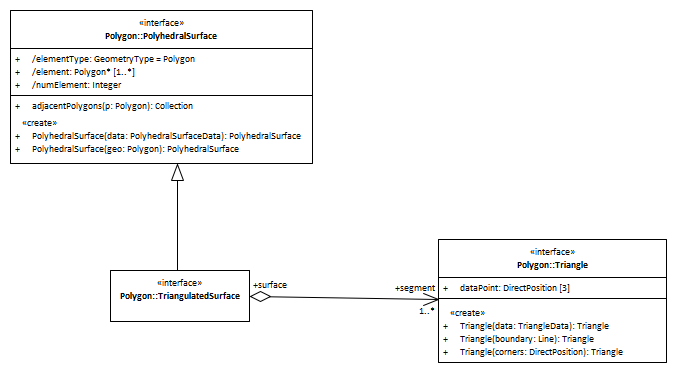 «interface»
Polygon::PolyhedralSurface
+ /elementType: GeometryType = Polygon
+ /element: Polygon* [1..*]
+ /numElement: Integer
+ adjacentPolygons(p: Polygon): Collection
«create»
+ PolyhedralSurface(data: PolyhedralSurfaceData): PolyhedralSurface
+ PolyhedralSurface(geo: Polygon): PolyhedralSurface
«interface»
Polygon::TriangulatedSurface
+surface
+segment
1..*
«interface»
Polygon::Triangle
+ dataPoint: DirectPosition [3]
«create»
+ Triangle(data: TriangleData): Triangle
+ Triangle(boundary: Line): Triangle
+ Triangle(corners: DirectPosition): Triangle